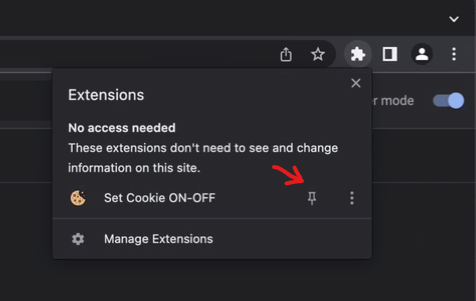 Extensions
r mode
No access needed
These extensions don't need to see and change
information on this site.
Set Cookie ON-OFF
Manage Extensions